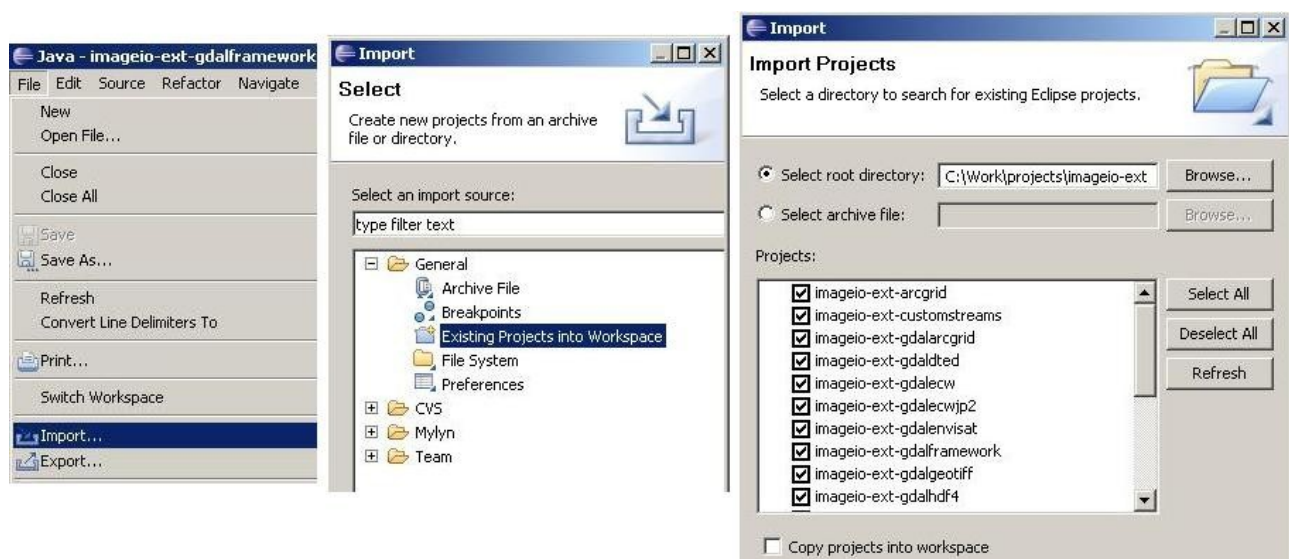 Java - imageio-ext-gdalframework
File Edit Source Refactor Navigate
New
Open File...
Close
Close All
Save
Save As...
Refresh
Convert Line Delimiters To
Print...
Switch Workspace
Import...
Export...
Import
Select
Create new projects from an archive
file or directory.
Select an import source:
type filter text
General
Archive File
Breakpoints
Existing Projects into Workspace
File System
Preferences
CVS
Mylyn
Team
Import
Import Projects
Select a directory to search for existing Eclipse projects.
Select root directory: C:\Work\projects\imageio-ext Browse...
Select archive file: Browse...
Projects:
imageio-ext-arcgrid
imageio-ext-customstreams
imageio-ext-gdalarcgrid
imageio-ext-gdaldted
imageio-ext-gdalecw
imageio-ext-gdalecwjp2
imageio-ext-gdalenvisat
imageio-ext-gdalframework
imageio-ext-gdalgeotiff
imageio-ext-gdalhdf4
Select All
Deselect All
Refresh
Copy projects into workspace